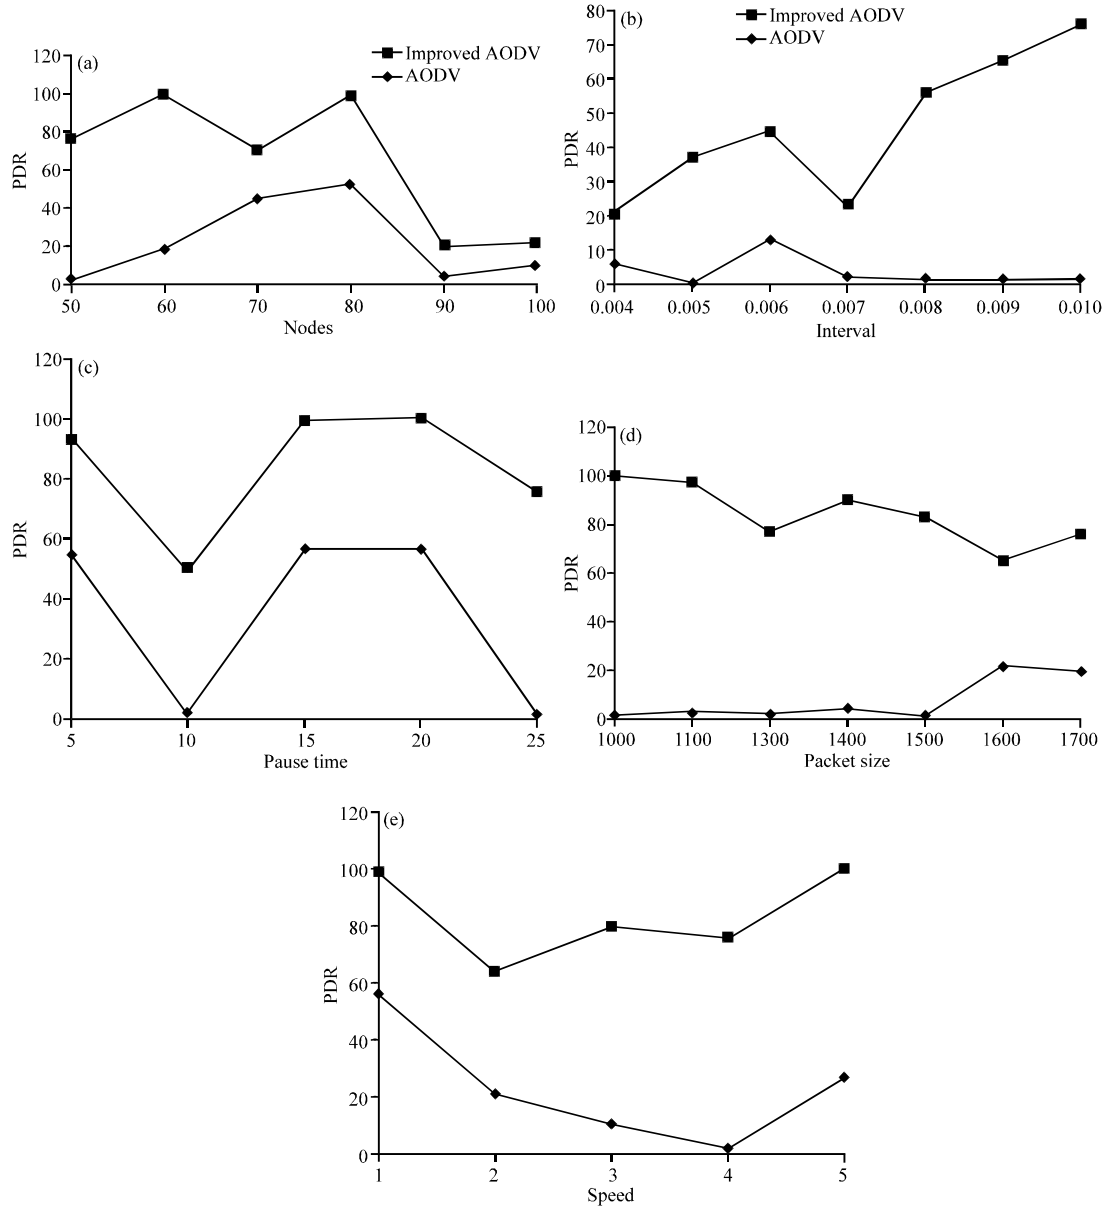 (a)
Improved AODV
AODV
120
100
80
60
40
20
0
PDR
50 60 70 80 90 100
Nodes
(b)
Improved AODV
AODV
80
70
60
50
40
30
20
10
0
PDR
0.004 0.005 0.006 0.007 0.008 0.009 0.010
Interval
(c)
120
100
80
60
40
20
0
PDR
5 10 15 20 25
Pause time
(d)
120
100
80
60
40
20
0
PDR
1000 1100 1300 1400 1500 1600 1700
Packet size
(e)
120
100
80
60
40
20
0
PDR
1 2 3 4 5
Speed